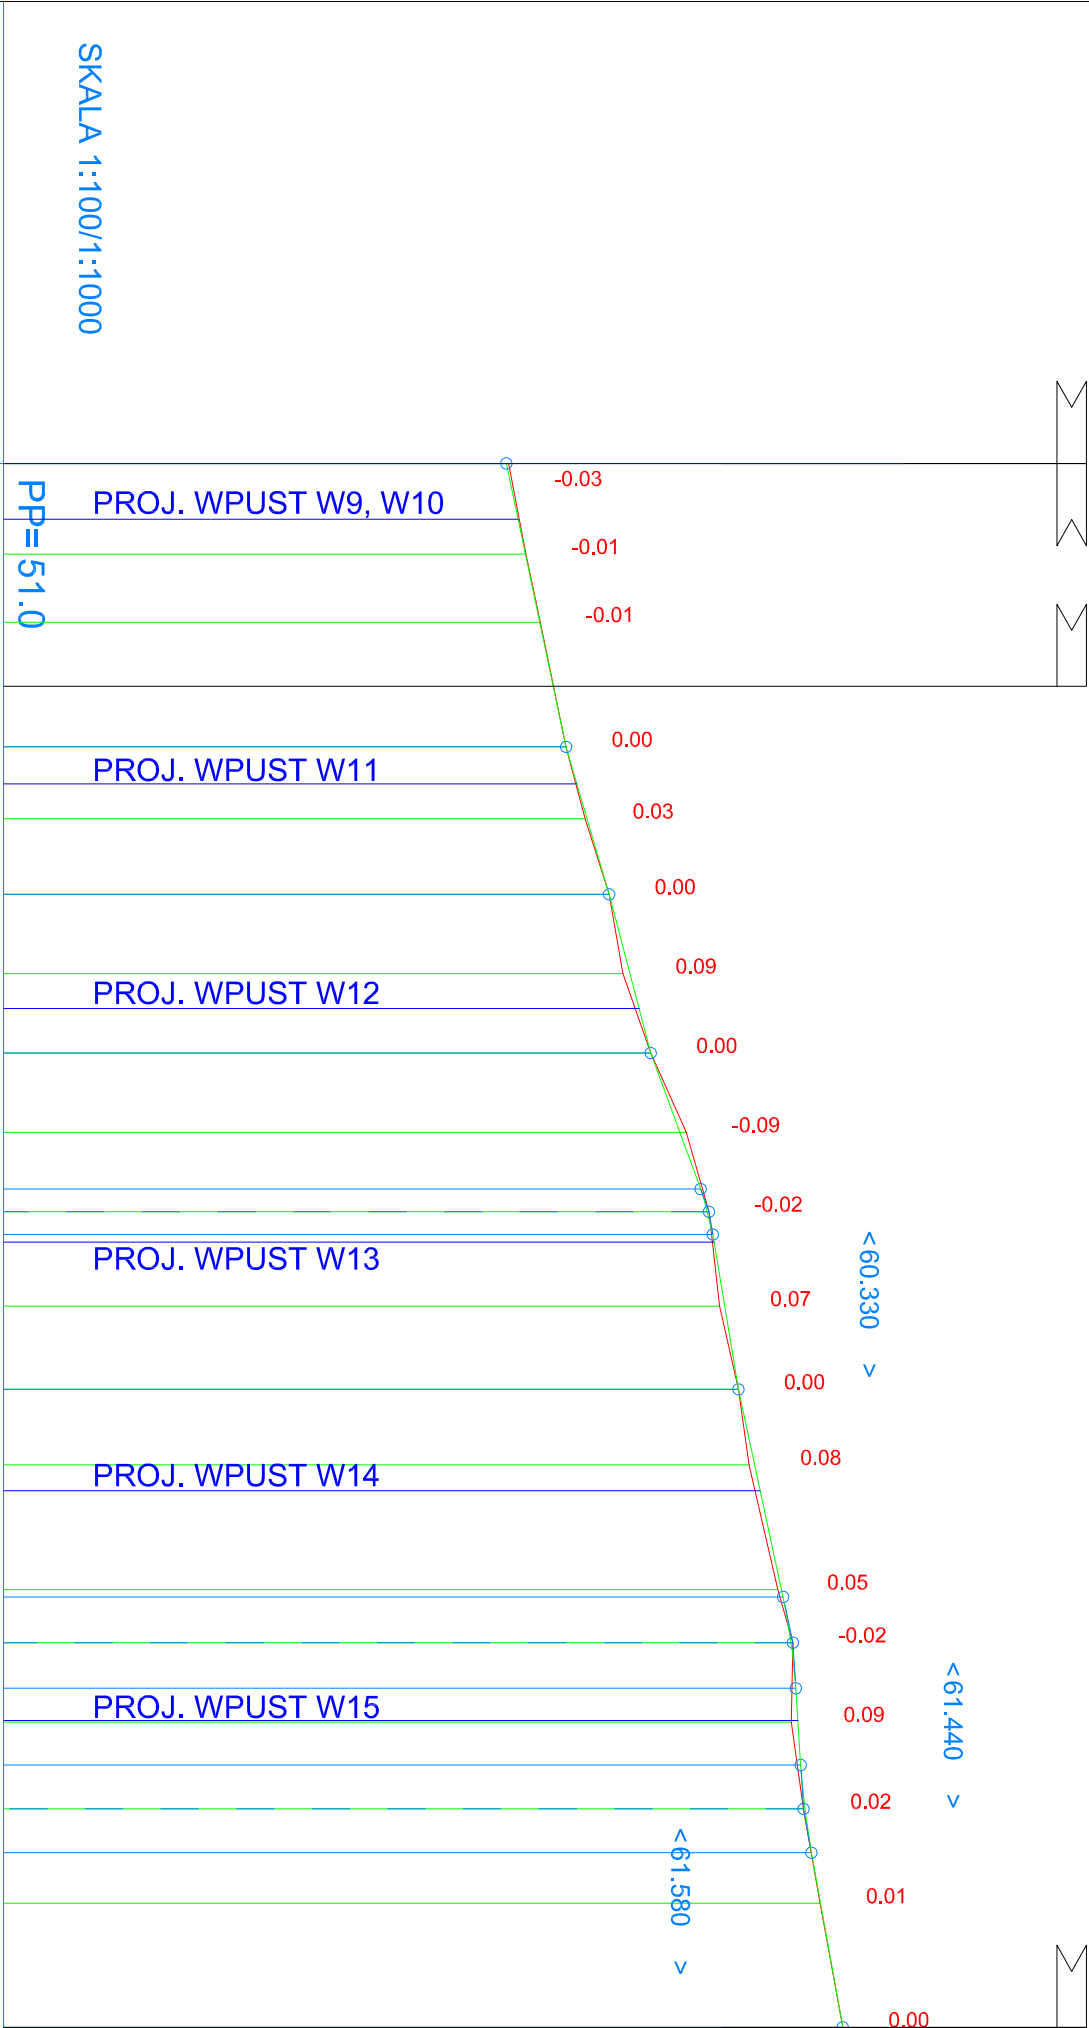 SKALA 1:100/1:1000
PP= 51.0
PROJ. WPUST W9, W10
-0.03
-0.01
-0.01
0.00
PROJ. WPUST W11
0.03
0.00
0.09
PROJ. WPUST W12
0.00
-0.09
-0.02
PROJ. WPUST W13
<60.330 >
0.07
0.00
0.08
PROJ. WPUST W14
0.05
-0.02
PROJ. WPUST W15
0.09
<61.440 >
0.02
<61.580 >
0.01
0.00